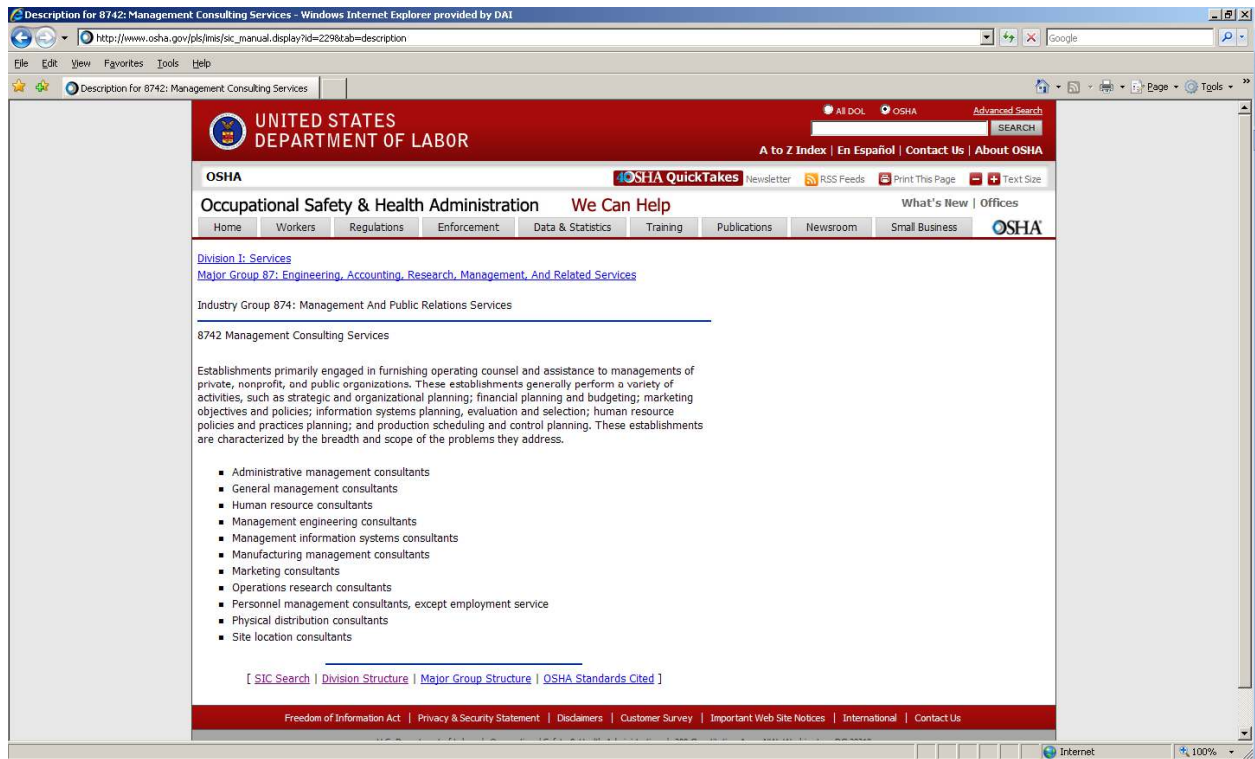 Description for 8742: Management Consulting Services - Windows Internet Explorer provided by DAI
http://www.osha.gov/pls/imis/sic_manual.display?id=229&tab=description
Google
File Edit View Favorites Tools Help
Description for 8742: Management Consulting Services
Page Tools
All DOL OSHA Advanced Search
UNITED STATES
DEPARTMENT OF LABOR
SEARCH
A to Z Index | En Español | Contact Us | About OSHA
OSHA
OSHA QuickTakes Newsletter RSS Feeds Print This Page Text Size
Occupational Safety & Health Administration We Can Help
What's New | Offices
Home Workers Regulations Enforcement Data & Statistics Training Publications Newsroom Small Business OSHA
Division I: Services
Major Group 87: Engineering, Accounting, Research, Management, And Related Services
Industry Group 874: Management And Public Relations Services
8742 Management Consulting Services
Establishments primarily engaged in furnishing operating counsel and assistance to managements of
private, nonprofit, and public organizations. These establishments generally perform a variety of
activities, such as strategic and organizational planning; financial planning and budgeting; marketing
objectives and policies; information systems planning, evaluation and selection; human resource
policies and practices planning; and production scheduling and control planning. These establishments
are characterized by the breadth and scope of the problems they address.
▪ Administrative management consultants
▪ General management consultants
▪ Human resource consultants
▪ Management engineering consultants
▪ Management information systems consultants
▪ Manufacturing management consultants
▪ Marketing consultants
▪ Operations research consultants
▪ Personnel management consultants, except employment service
▪ Physical distribution consultants
▪ Site location consultants
[ SIC Search | Division Structure | Major Group Structure | OSHA Standards Cited ]
Freedom of Information Act | Privacy & Security Statement | Disclaimers | Customer Survey | Important Web Site Notices | International | Contact Us
Internet 100%